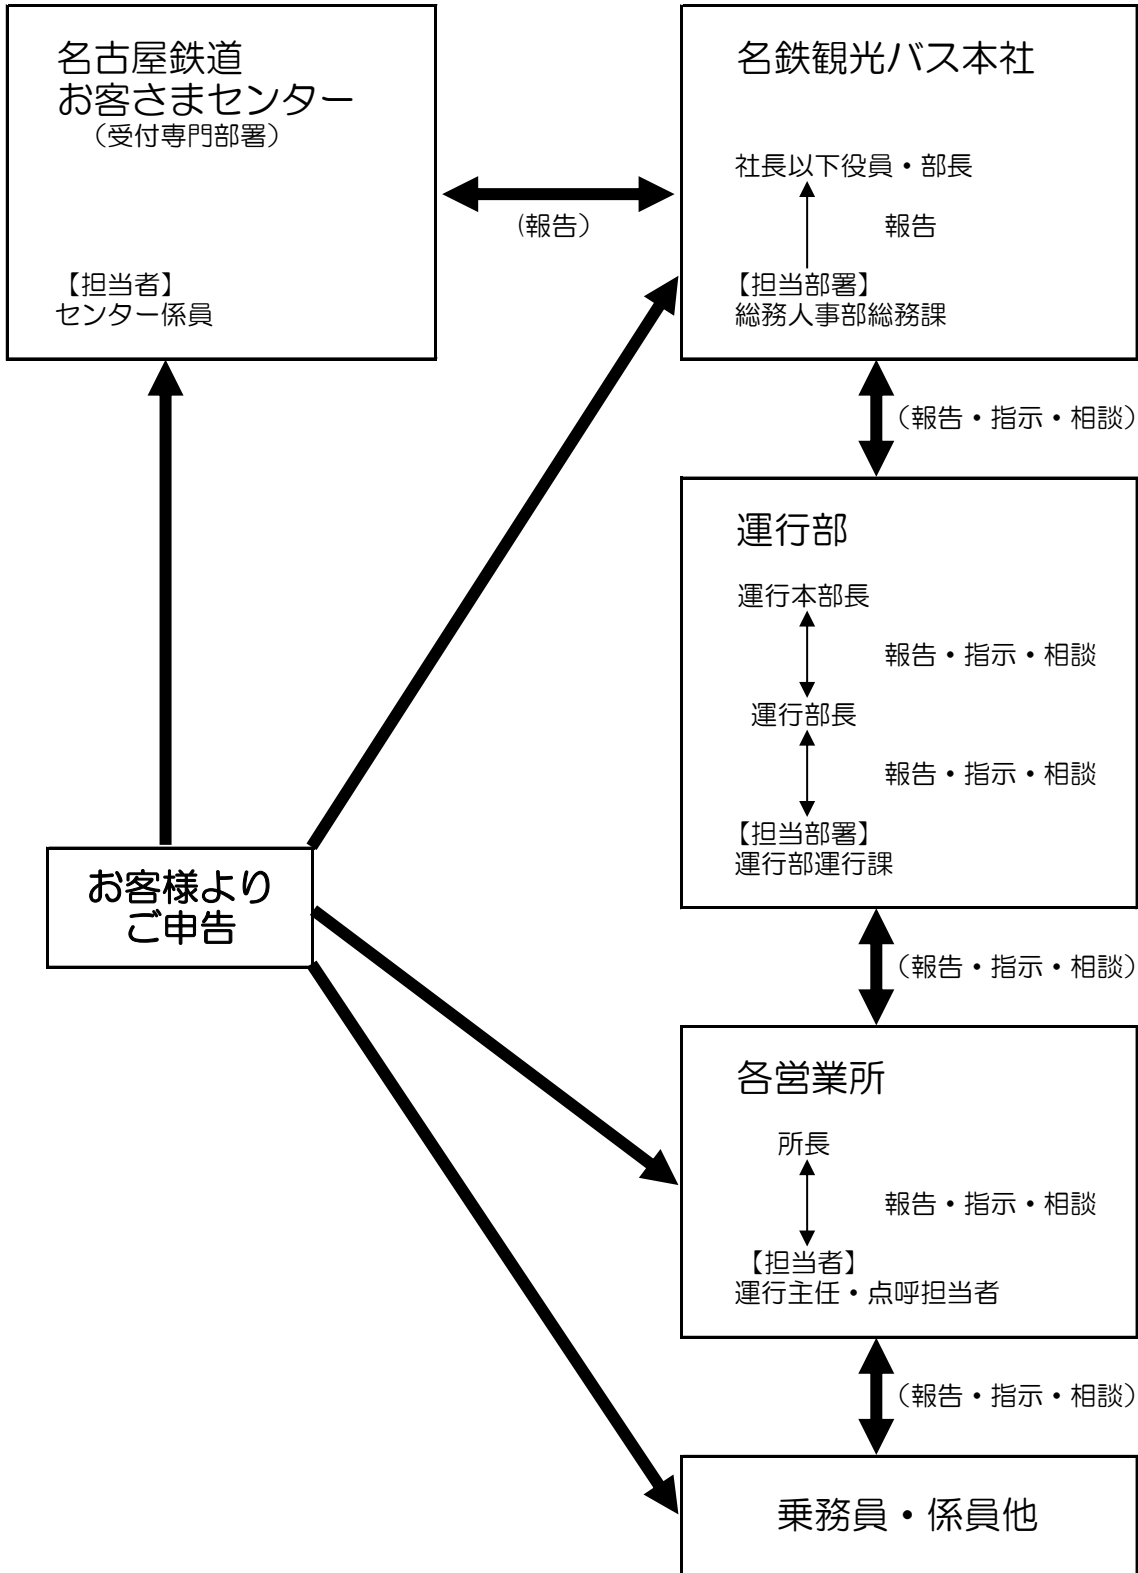 名古屋鉄道
お客さまセンター
（受付専門部署）
【担当者】
センター係員
(報告）
名鉄観光バス本社
社長以下役員・部長
報告
【担当部署】
総務人事部総務課
（報告・指示・相談）
運行部
運行本部長
報告・指示・相談
運行部長
報告・指示・相談
【担当部署】
運行部運行課
お客様より
ご申告
（報告・指示・相談）
各営業所
所長
報告・指示・相談
【担当者】
運行主任・点呼担当者
（報告・指示・相談）
乗務員・係員他